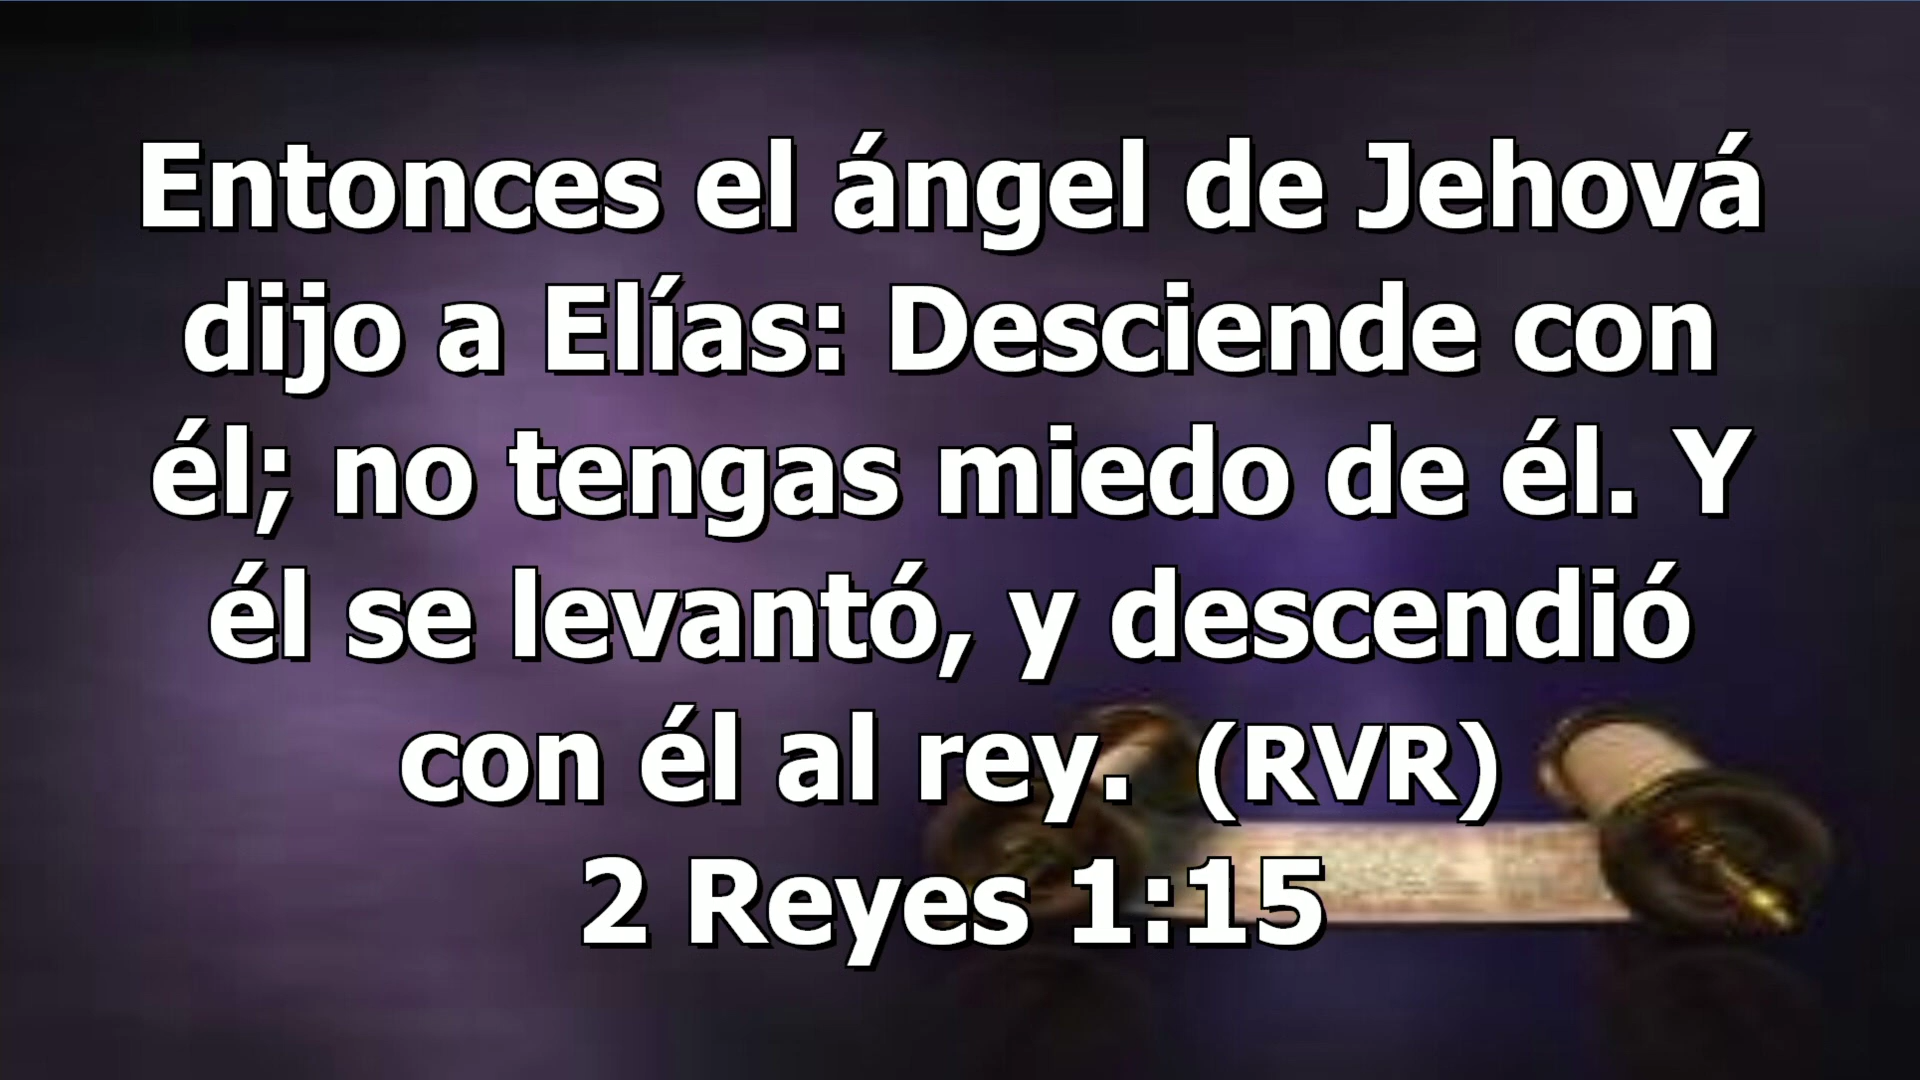 Entonces el ángel de Jehová
dijo a Elías: Desciende con
él; no tengas miedo de él. Y
él se levantó, y descendió
con él al rey. (RVR)
2 Reyes 1:15